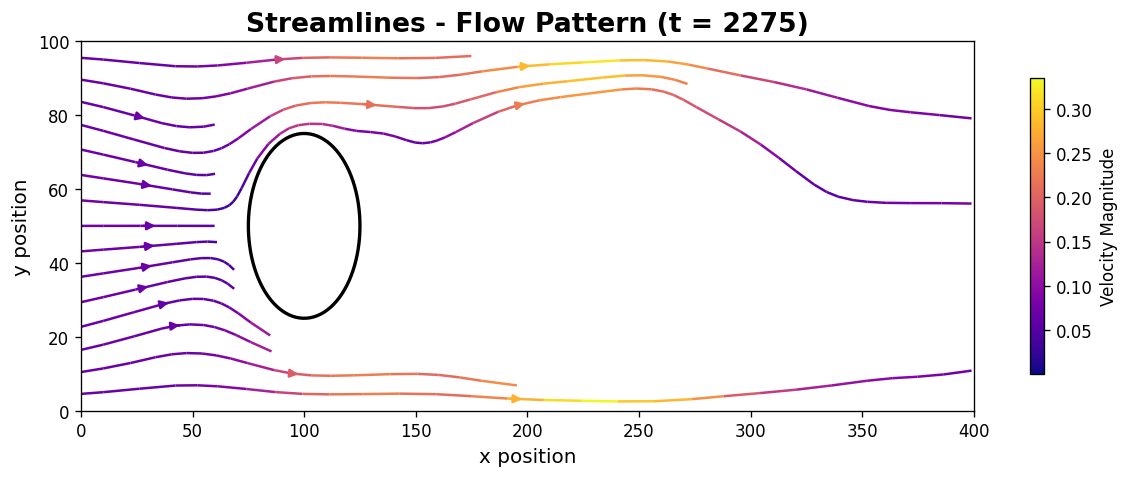 Streamlines - Flow Pattern (t = 2275)
100
80
60
40
20
0
y position
0 50 100 150 200 250 300 350 400
x position
0.30
0.25
0.20
0.15
0.10
0.05
Velocity Magnitude